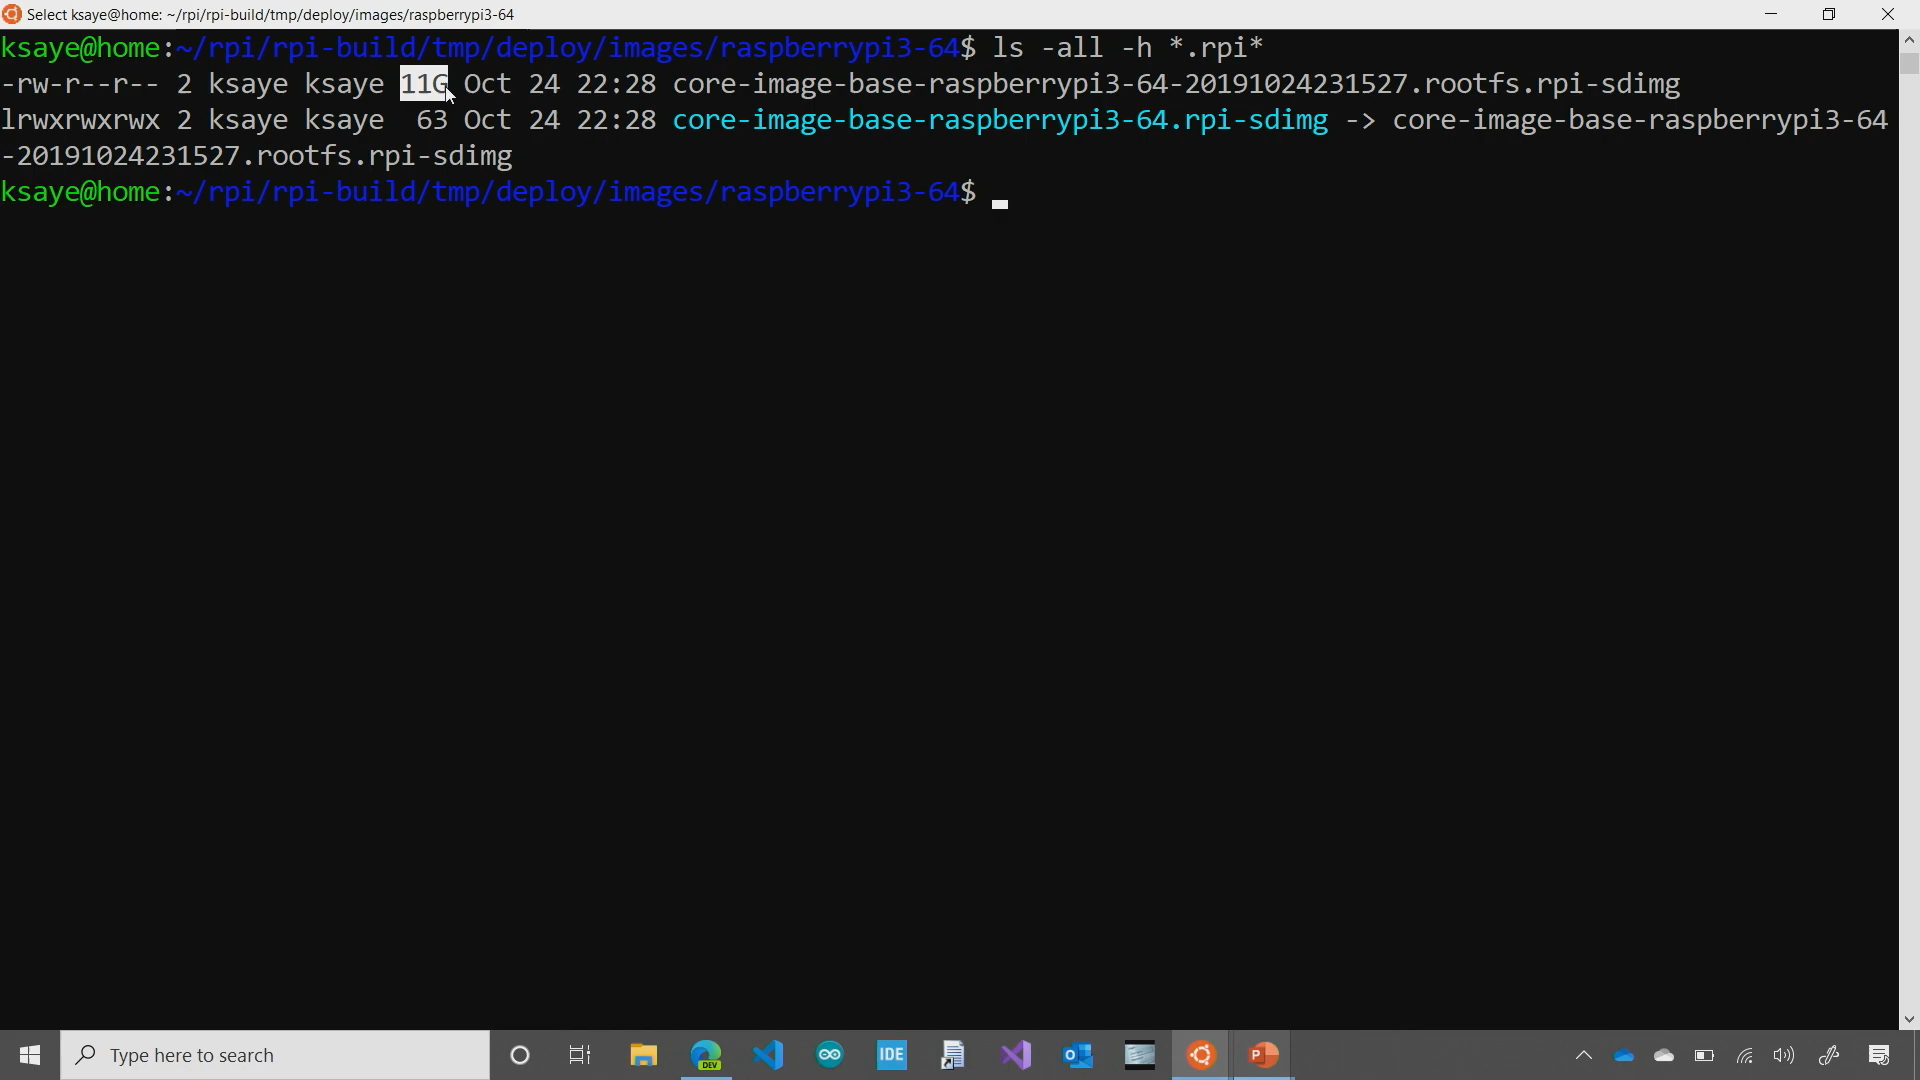 Select ksaye@home: ~/rpi/rpi-build/tmp/deploy/images/raspberrypi3-64
ksaye@home:~/rpi/rpi-build/tmp/deploy/images/raspberrypi3-64$ ls -all -h *.rpi*
-rw-r--r-- 2 ksaye ksaye 11G Oct 24 22:28 core-image-base-raspberrypi3-64-20191024231527.rootfs.rpi-sdimg
lrwxrwxrwx 2 ksaye ksaye  63 Oct 24 22:28 core-image-base-raspberrypi3-64.rpi-sdimg -> core-image-base-raspberrypi3-64
-20191024231527.rootfs.rpi-sdimg
ksaye@home:~/rpi/rpi-build/tmp/deploy/images/raspberrypi3-64$
Type here to search
DEV
IDE